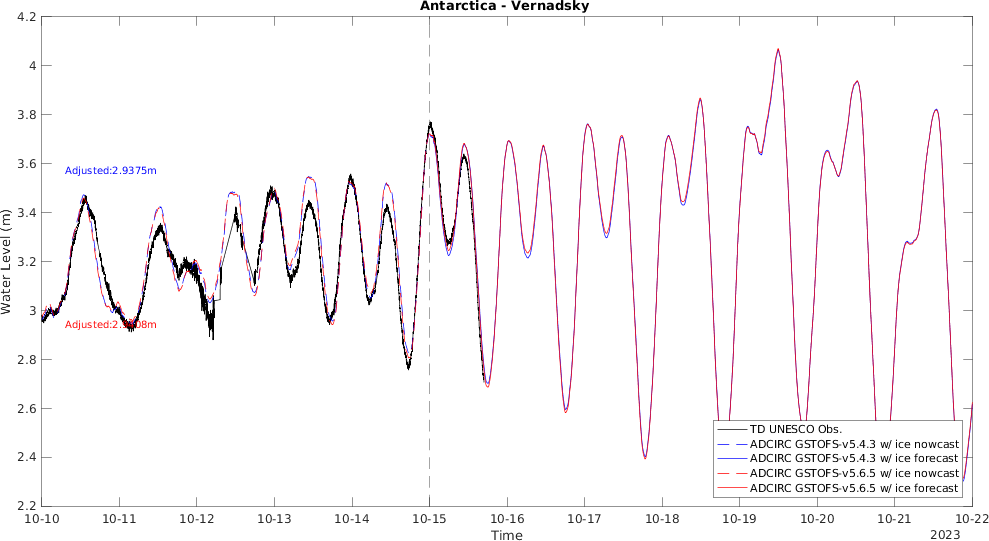 Antarctica - Vernadsky
4.2
4
3.8
3.6
3.4
3.2
3
2.8
2.6
2.4
2.2
Water Level (m)
Adjusted:2.9375m
TD UNESCO Obs.
ADCIRC GSTOFS-v5.4.3 w/ ice nowcast
ADCIRC GSTOFS-v5.4.3 w/ ice forecast
ADCIRC GSTOFS-v5.6.5 w/ ice nowcast
ADCIRC GSTOFS-v5.6.5 w/ ice forecast
10-10 10-11 10-12 10-13 10-14 10-15 10-16 10-17 10-18 10-19 10-20 10-21 10-22
Time
2023